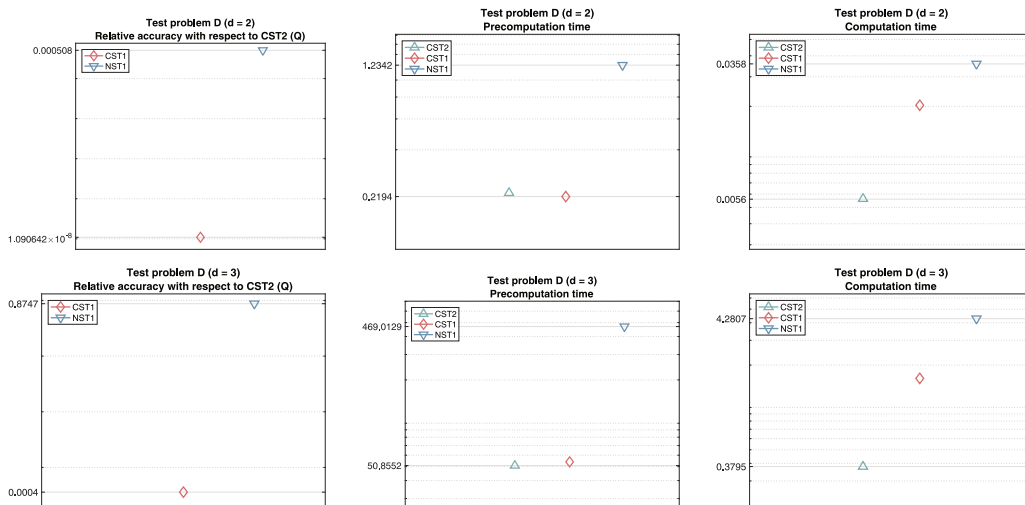 Test problem D (d = 2)
Relative accuracy with respect to CST2 (Q)
0.000508
CST1
NST1
1.090642×10⁻⁸
Test problem D (d = 2)
Precomputation time
CST2
CST1
NST1
1.2342
0.2194
Test problem D (d = 2)
Computation time
CST2
CST1
NST1
0.0358
0.0056
Test problem D (d = 3)
Relative accuracy with respect to CST2 (Q)
0.8747
CST1
NST1
0.0004
Test problem D (d = 3)
Precomputation time
CST2
CST1
NST1
469.0129
50.8552
Test problem D (d = 3)
Computation time
CST2
CST1
NST1
4.2807
0.3795